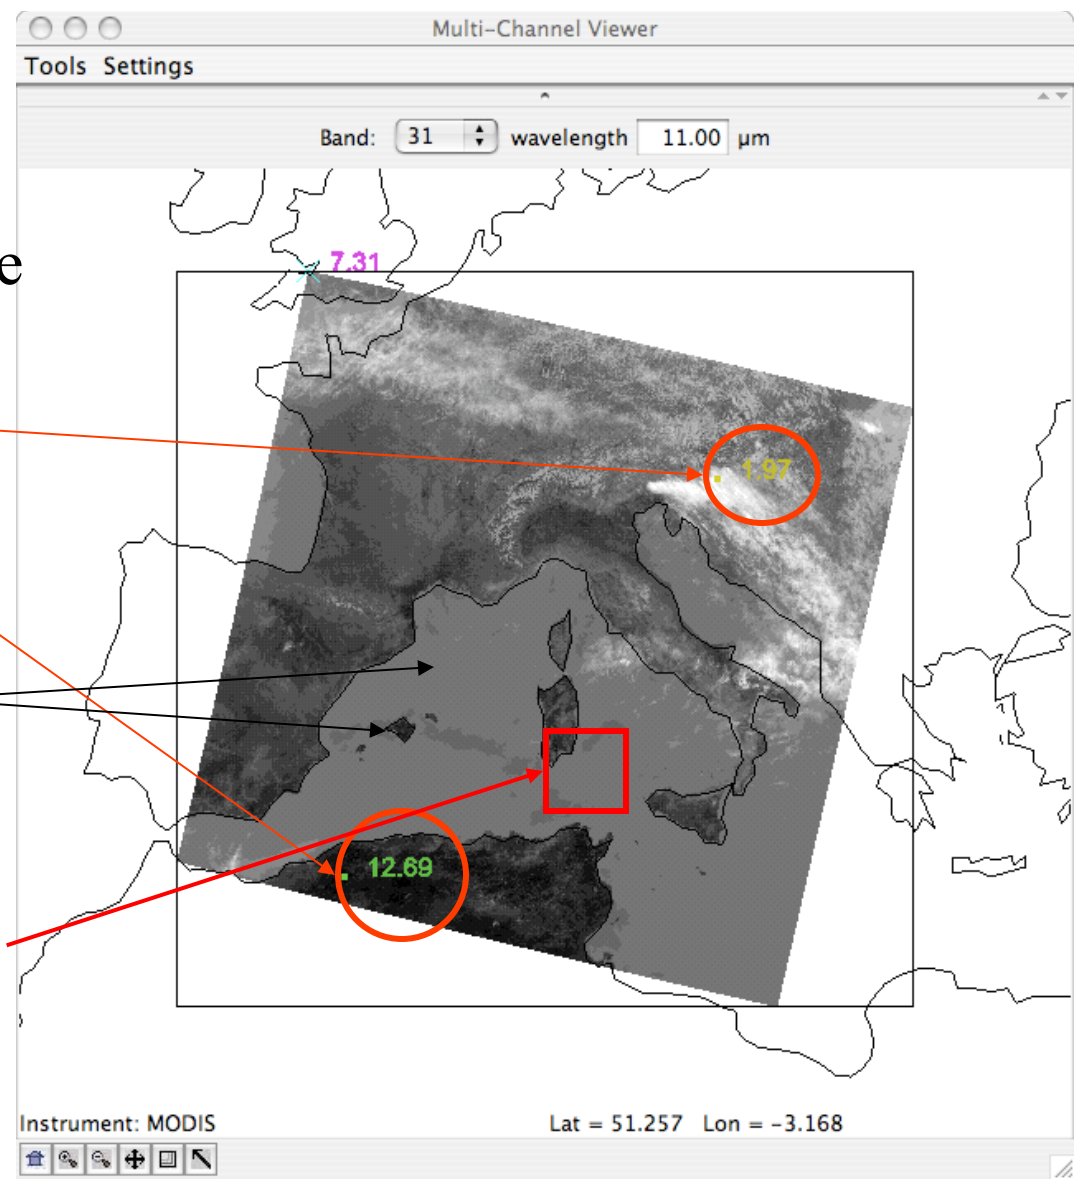 Multi-Channel Viewer
Tools Settings
Band: 31 wavelength 11.00 µm
e
7.31
1.97
12.69
Instrument: MODIS Lat = 51.257 Lon = -3.168